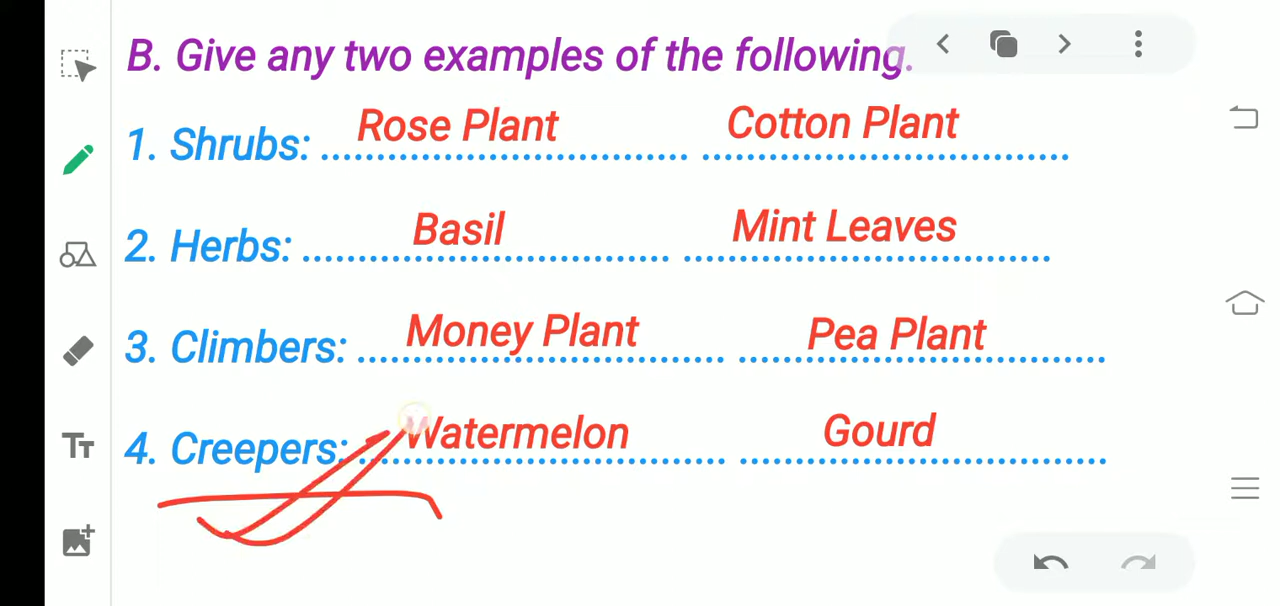 B. Give any two examples of the following.
1. Shrubs: Rose Plant Cotton Plant
2. Herbs: Basil Mint Leaves
3. Climbers: Money Plant Pea Plant
4. Creepers: Watermelon Gourd
TT